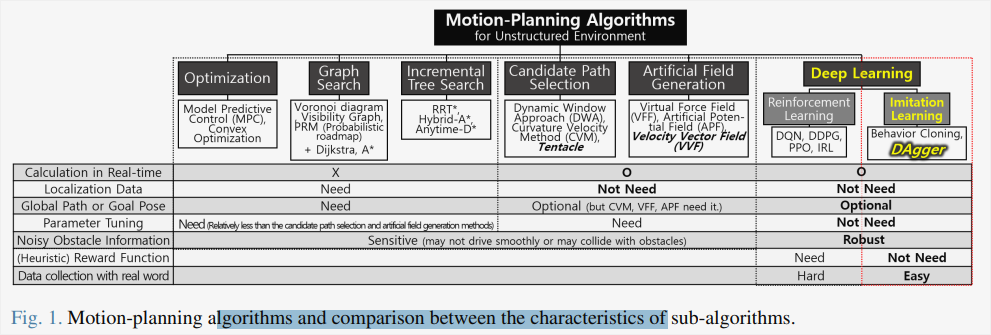 Motion-Planning Algorithms
for Unstructured Environment
Optimization
Model Predictive
Control (MPC),
Convex
Optimization
Graph
Search
Voronoi diagram
Visibility Graph,
PRM (Probabilistic
roadmap)
+ Dijkstra, A*
Incremental
Tree Search
RRT*,
Hybrid-A*,
Anytime-D*
Candidate Path
Selection
Dynamic Window
Approach (DWA),
Curvature Velocity
Method (CVM),
Tentacle
Artificial Field
Generation
Virtual Force Field
(VFF), Artificial Poten-
tial Field (APF),
Velocity Vector Field
(VVF)
Deep Learning
Reinforcement
Learning
DQN, DDPG,
PPO, IRL
Imitation
Learning
Behavior Cloning,
DAgger
Calculation in Real-time X O O
Localization Data Need Not Need Not Need
Global Path or Goal Pose Need Optional (but CVM, VFF, APF need it.) Optional
Parameter Tuning Need (Relatively less than the candidate path selection and artificial field generation methods) Need Not Need
Noisy Obstacle Information Sensitive (may not drive smoothly or may collide with obstacles) Robust
(Heuristic) Reward Function Need Not Need
Data collection with real word Hard Easy
Fig. 1. Motion-planning algorithms and comparison between the characteristics of sub-algorithms.